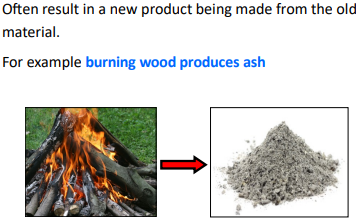 Often result in a new product being made from the old
material.
For example burning wood produces ash